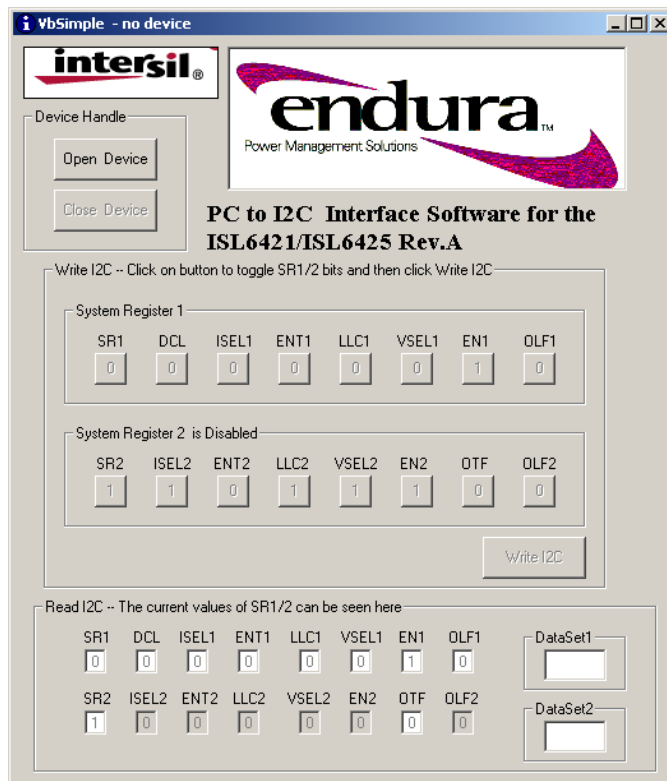 VbSimple - no device
intersil®
endura™
Power Management Solutions
Device Handle
Open Device
Close Device
PC to I2C Interface Software for the
ISL6421/ISL6425 Rev.A
Write I2C -- Click on button to toggle SR1/2 bits and then click Write I2C
System Register 1
SR1 DCL ISEL1 ENT1 LLC1 VSEL1 EN1 OLF1
0 0 0 0 0 0 1 0
System Register 2 is Disabled
SR2 ISEL2 ENT2 LLC2 VSEL2 EN2 OTF OLF2
1 1 0 1 1 1 0 0
Write I2C
Read I2C -- The current values of SR1/2 can be seen here
SR1 DCL ISEL1 ENT1 LLC1 VSEL1 EN1 OLF1
0 0 0 0 0 0 1 0
DataSet1
SR2 ISEL2 ENT2 LLC2 VSEL2 EN2 OTF OLF2
1 0 0 0 0 0 0 0
DataSet2